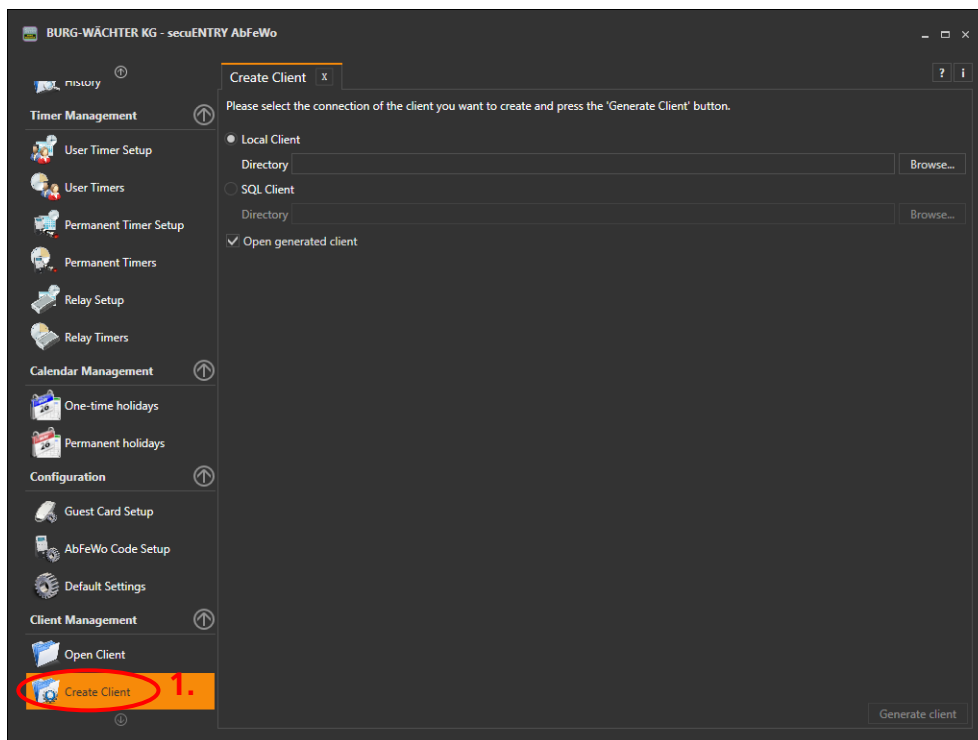 BURG-WÄCHTER KG - secuENTRY AbFeWo
History
Timer Management
User Timer Setup
User Timers
Permanent Timer Setup
Permanent Timers
Relay Setup
Relay Timers
Calendar Management
One-time holidays
Permanent holidays
Configuration
Guest Card Setup
AbFeWo Code Setup
Default Settings
Client Management
Open Client
Create Client 1.
Create Client X
? i
Please select the connection of the client you want to create and press the 'Generate Client' button.
Local Client
Directory Browse...
SQL Client
Directory Browse...
Open generated client
Generate client